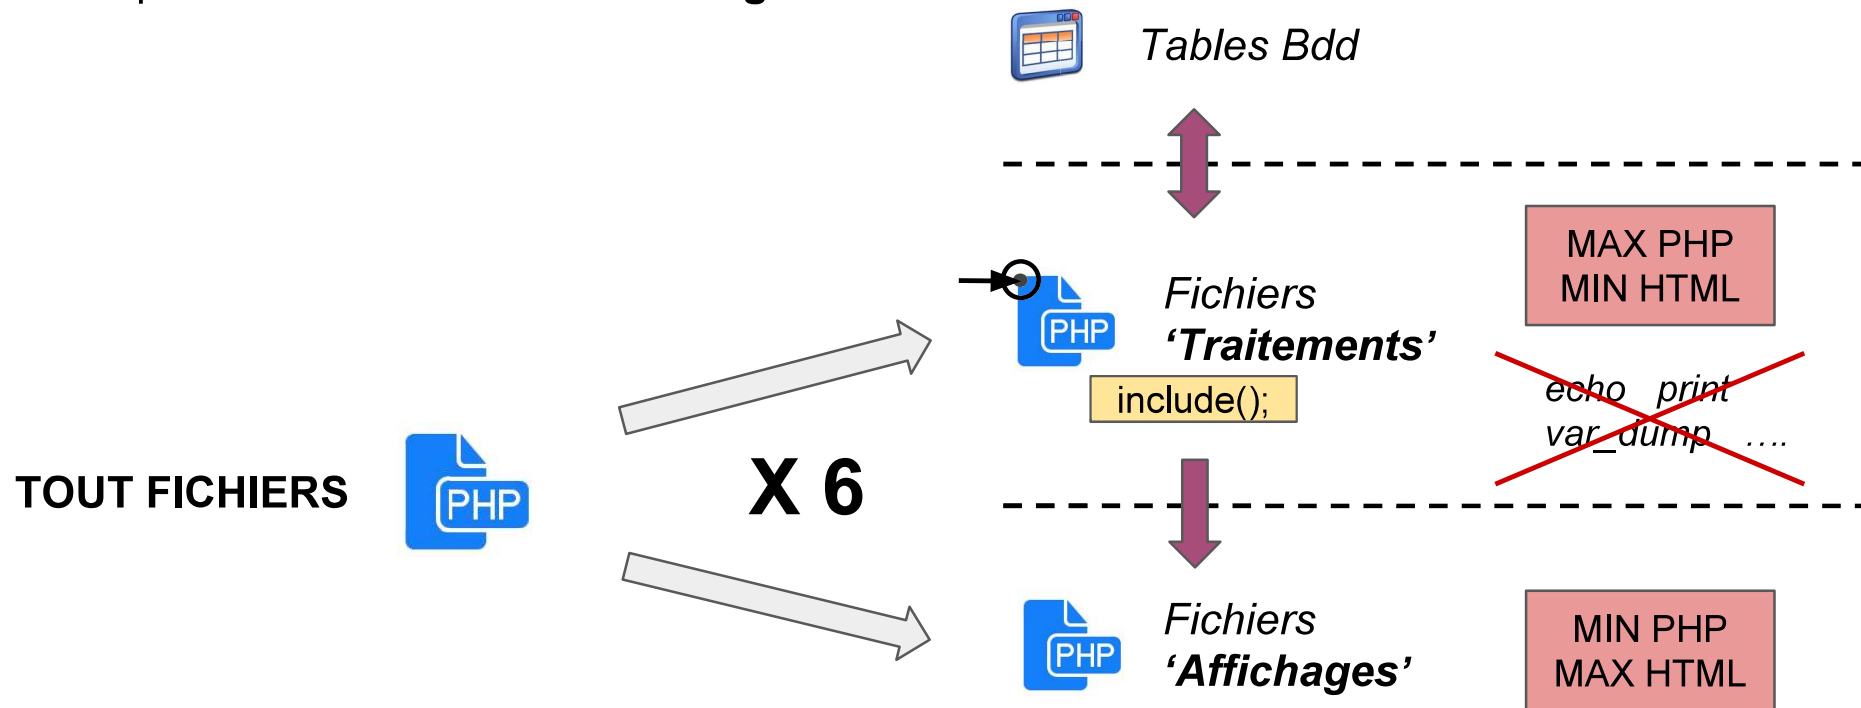 Tables Bdd
MAX PHP
MIN HTML
Fichiers
‘Traitements’
PHP
include();
echo print
var_dump ….
X 6
TOUT FICHIERS
PHP
Fichiers
‘Affichages’
PHP
MIN PHP
MAX HTML